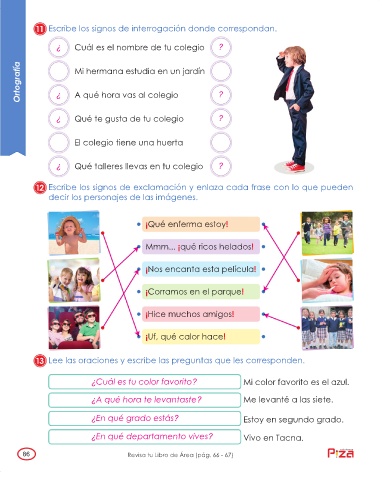 Ortografía
11 Escribe los signos de interrogación donde correspondan.
¿ Cuál es el nombre de tu colegio ?
Mi hermana estudia en un jardín
¿ A qué hora vas al colegio ?
¿ Qué te gusta de tu colegio ?
El colegio tiene una huerta
¿ Qué talleres llevas en tu colegio ?
12 Escribe los signos de exclamación y enlaza cada frase con lo que pueden
decir los personajes de las imágenes.
¡Qué enferma estoy!
Mmm... ¡qué ricos helados!
¡Nos encanta esta película!
¡Corramos en el parque!
¡Hice muchos amigos!
¡Uf, qué calor hace!
13 Lee las oraciones y escribe las preguntas que les corresponden.
¿Cuál es tu color favorito? Mi color favorito es el azul.
¿A qué hora te levantaste? Me levanté a las siete.
¿En qué grado estás? Estoy en segundo grado.
¿En qué departamento vives? Vivo en Tacna.
86 Revisa tu Libro de Área (pág. 66 - 67)